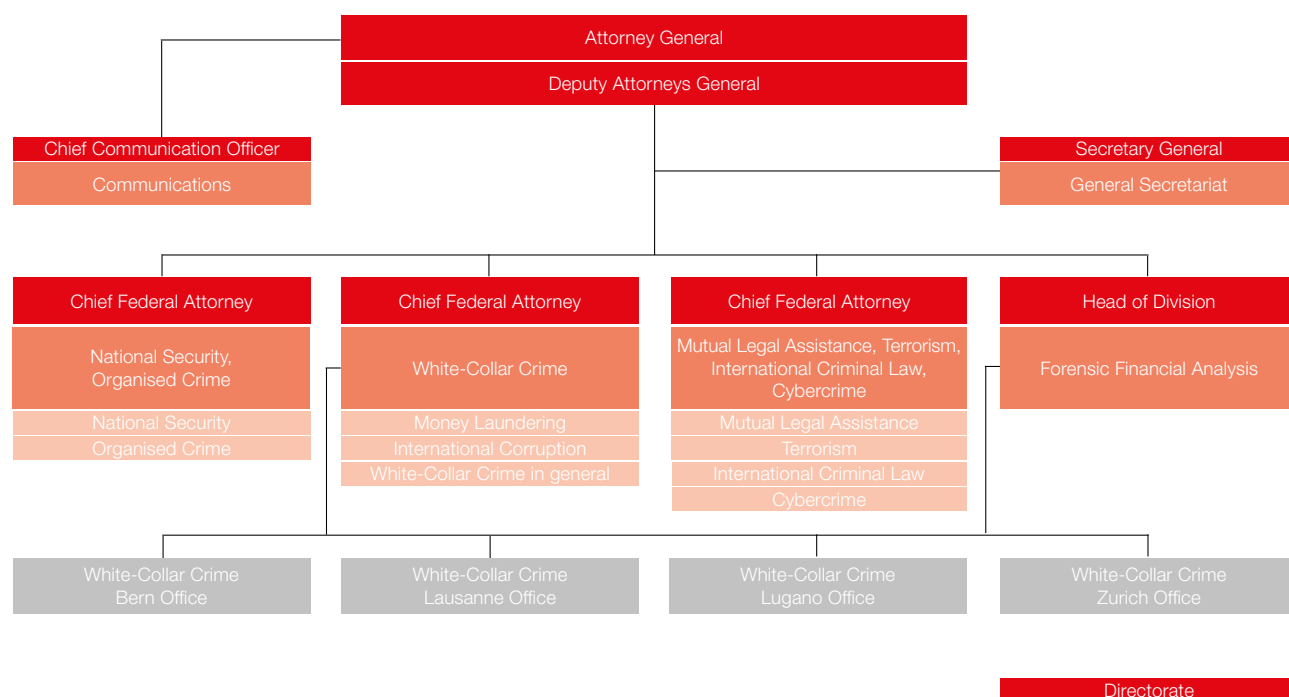 Attorney General
Deputy Attorneys General
Chief Communication Officer
Communications
Secretary General
General Secretariat
Chief Federal Attorney
National Security,
Organised Crime
National Security
Organised Crime
Chief Federal Attorney
White-Collar Crime
Money Laundering
International Corruption
White-Collar Crime in general
Chief Federal Attorney
Mutual Legal Assistance, Terrorism,
International Criminal Law,
Cybercrime
Mutual Legal Assistance
Terrorism
International Criminal Law
Cybercrime
Head of Division
Forensic Financial Analysis
White-Collar Crime
Bern Office
White-Collar Crime
Lausanne Office
White-Collar Crime
Lugano Office
White-Collar Crime
Zurich Office
Directorate